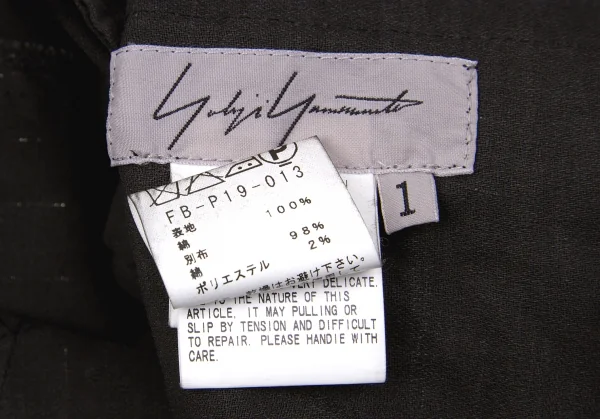 Yohji Yamamoto
1
FB-P19-013
表地
綿 100%
別布
綿 98%
ポリエステル 2%
はお避け下さい。
VERY DELICATE.
TO THE NATURE OF THIS
ARTICLE, IT MAY PULLING OR
SLIP BY TENSION AND DIFFICULT
TO REPAIR. PLEASE HANDLE WITH
CARE.